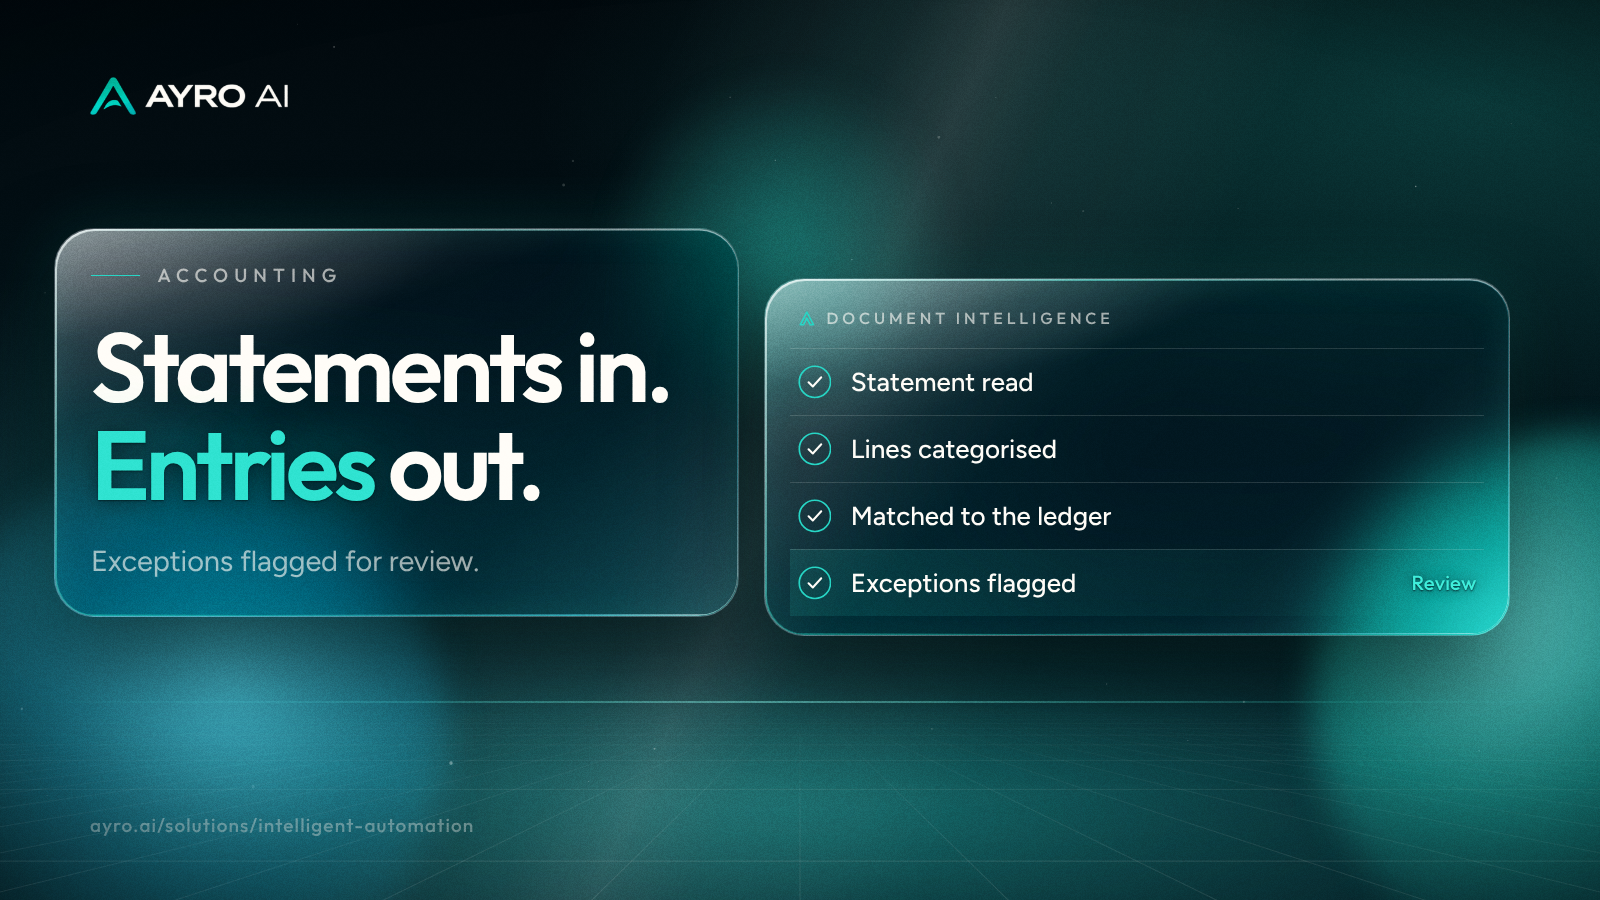 AYRO AI
ACCOUNTING
Statements in.
Entries out.
Exceptions flagged for review.
DOCUMENT INTELLIGENCE
Statement read
Lines categorised
Matched to the ledger
Exceptions flagged
Review
ayro.ai/solutions/intelligent-automation